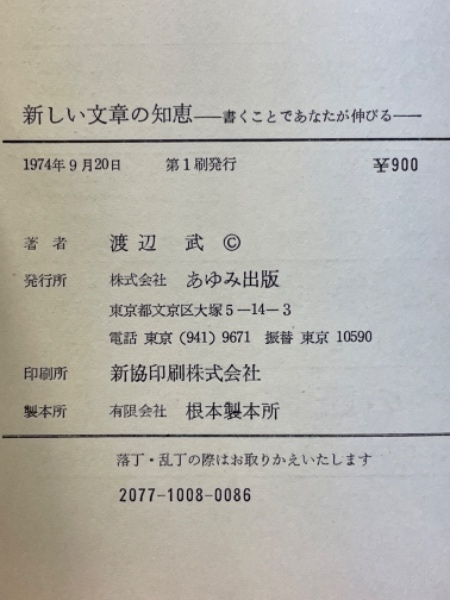 新しい文章の知恵──書くことであなたが伸びる──
1974年9月20日　第1刷発行　¥900
著者　渡辺　武 ©
発行所　株式会社　あゆみ出版
東京都文京区大塚5−14−3
電話 東京 (941) 9671　振替 東京 10590
印刷所　新協印刷株式会社
製本所　有限会社　根本製本所
落丁・乱丁の際はお取りかえいたします
2077-1008-0086